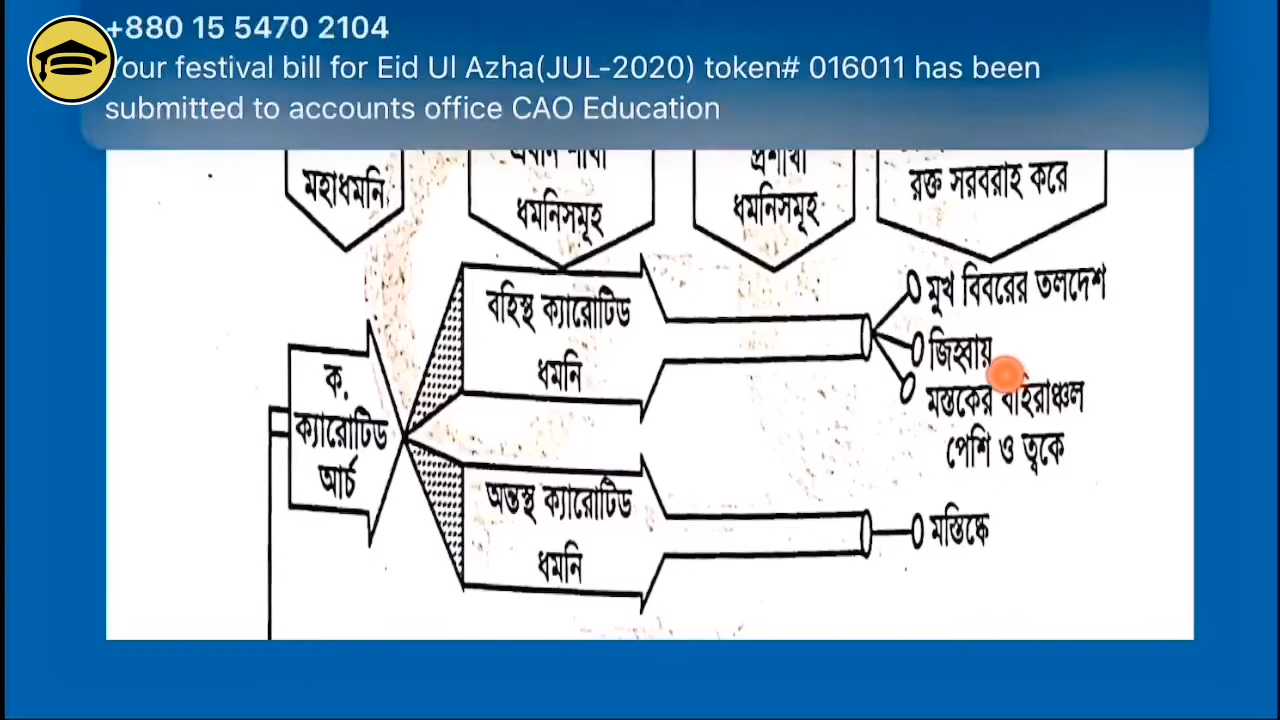 +880 15 5470 2104
Your festival bill for Eid Ul Azha(JUL-2020) token# 016011 has been
submitted to accounts office CAO Education
মহাধমনি
প্রধান শাখা
ধমনিসমূহ
প্রশাখা
ধমনিসমূহ
রক্ত সরবরাহ করে
ক.
ক্যারোটিড
আর্চ
বহিস্থ ক্যারোটিড
ধমনি
মুখ বিবরের তলদেশ
জিহ্বায়
মস্তকের বহিরাঞ্চল
পেশি ও ত্বকে
অন্তস্থ ক্যারোটিড
ধমনি
মস্তিষ্কে